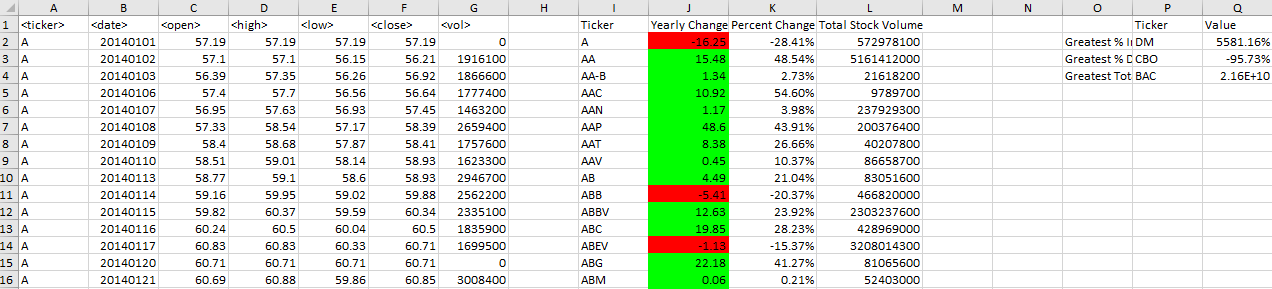 A B C D E F G H I J K L M N O P Q
1 <ticker> <date> <open> <high> <low> <close> <vol> Ticker Yearly Change Percent Change Total Stock Volume Ticker Value
2 A 20140101 57.19 57.19 57.19 57.19 0 A -16.25 -28.41% 572978100 Greatest % I DM 5581.16%
3 A 20140102 57.1 57.1 56.15 56.21 1916100 AA 15.48 48.54% 5161412000 Greatest % D CBO -95.73%
4 A 20140103 56.39 57.35 56.26 56.92 1866600 AA-B 1.34 2.73% 21618200 Greatest Tot BAC 2.16E+10
5 A 20140106 57.4 57.7 56.56 56.64 1777400 AAC 10.92 54.60% 9789700
6 A 20140107 56.95 57.63 56.93 57.45 1463200 AAN 1.17 3.98% 237929300
7 A 20140108 57.33 58.54 57.17 58.39 2659400 AAP 48.6 43.91% 200376400
8 A 20140109 58.4 58.68 57.87 58.41 1757600 AAT 8.38 26.66% 40207800
9 A 20140110 58.51 59.01 58.14 58.93 1623300 AAV 0.45 10.37% 86658700
10 A 20140113 58.77 59.1 58.6 58.93 2946700 AB 4.49 21.04% 83051600
11 A 20140114 59.16 59.95 59.02 59.88 2562200 ABB -5.41 -20.37% 466820000
12 A 20140115 59.82 60.37 59.59 60.34 2335100 ABBV 12.63 23.92% 2303237600
13 A 20140116 60.24 60.5 60.04 60.5 1835900 ABC 19.85 28.23% 428969000
14 A 20140117 60.83 60.83 60.33 60.71 1699500 ABEV -1.13 -15.37% 3208014300
15 A 20140120 60.71 60.71 60.71 60.71 0 ABG 22.18 41.27% 81065600
16 A 20140121 60.69 60.88 59.86 60.85 3008400 ABM 0.06 0.21% 52403000